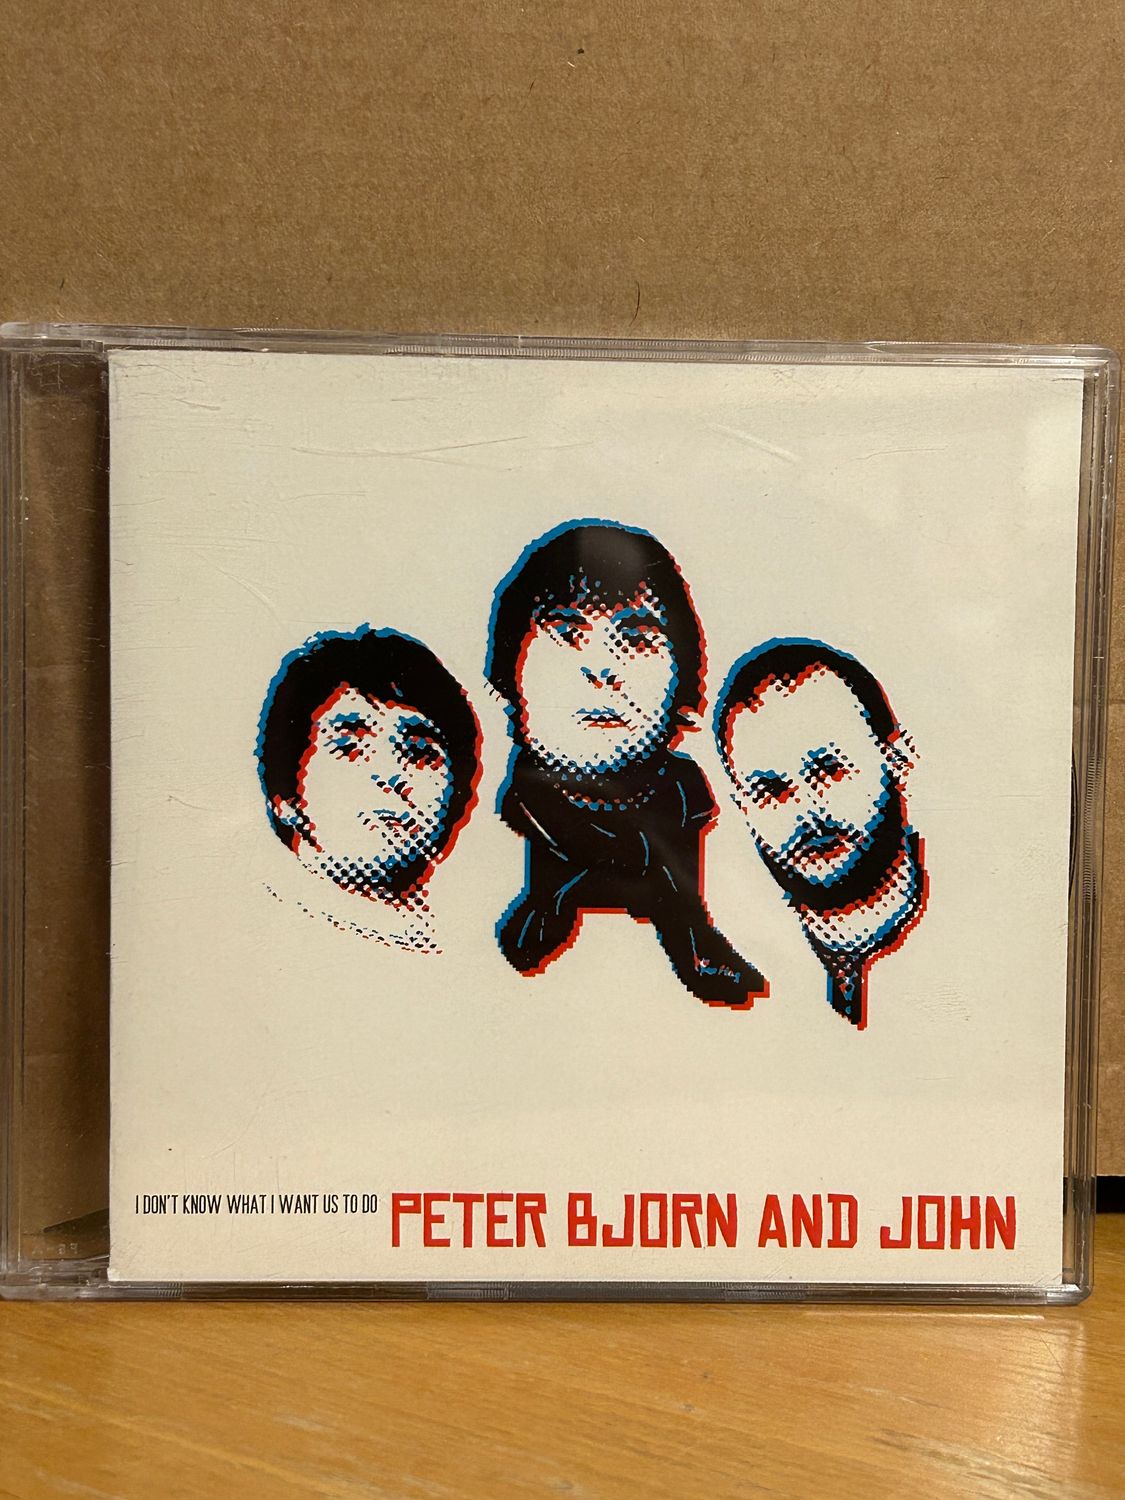 I DON'T KNOW WHAT I WANT US TO DO PETER BJORN AND JOHN